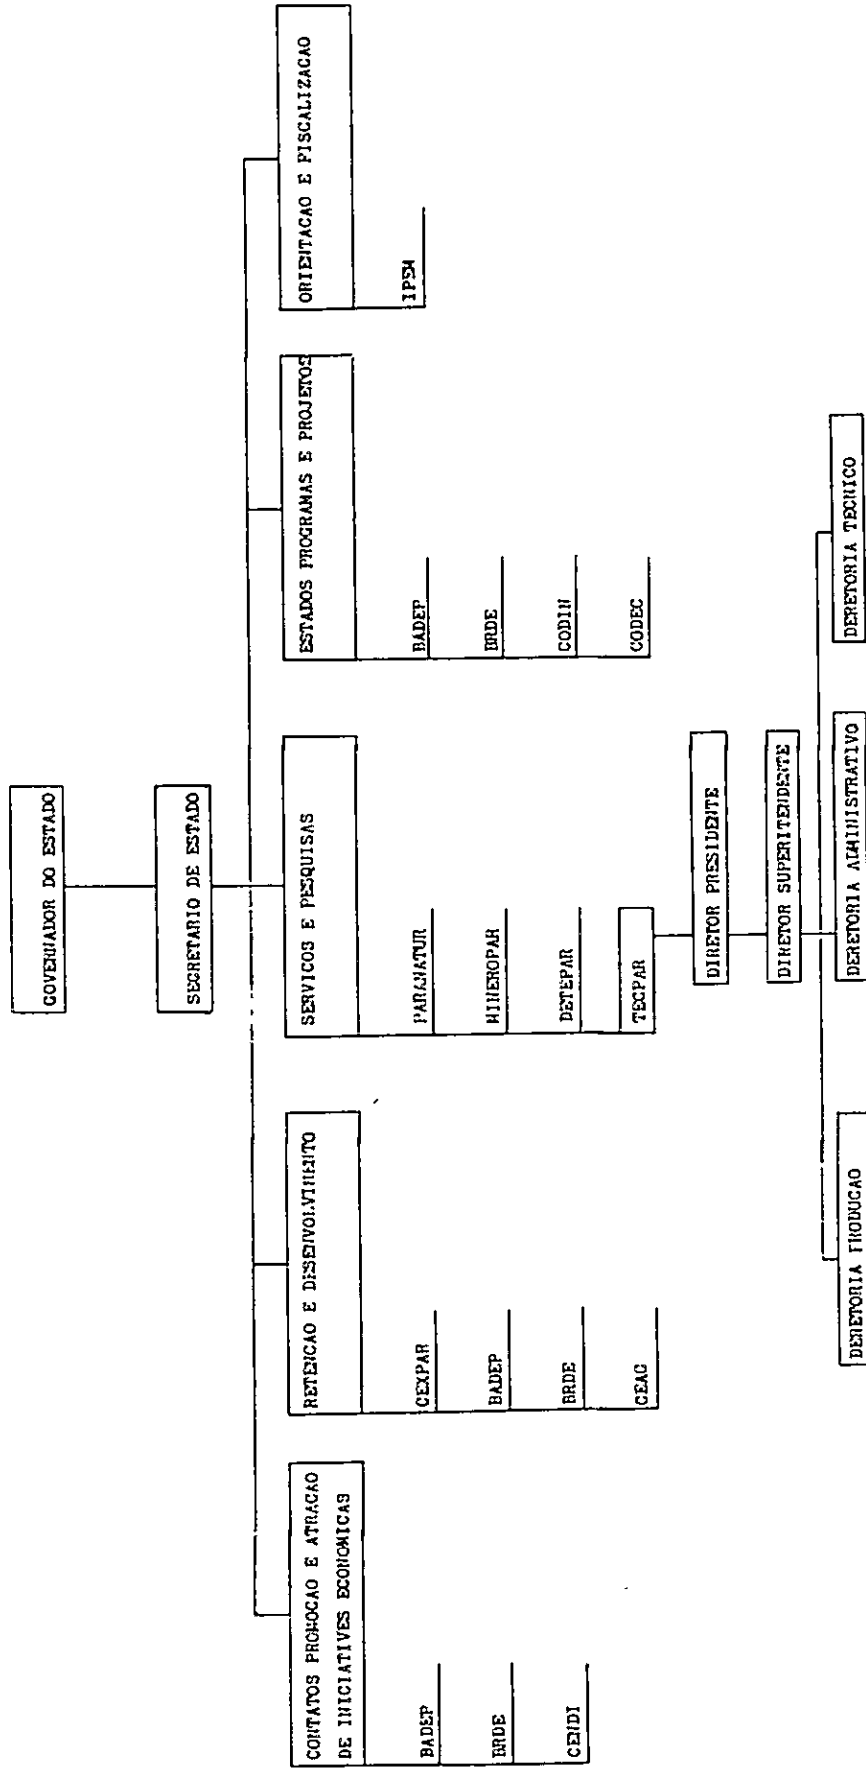 GOVERNADOR DO ESTADO
SECRETARIO DE ESTADO
CONTATOS PROMOCAO E ATRACAO
DE INICIATIVES ECONOMICAS
BADEP
BRDE
CENDI
RETENCAO E DESENVOLVIMENTO
CEXPAR
BADEP
BRDE
CEAG
SERVICOS E PESQUISAS
PARANATUR
MINEROPAR
DETEPAR
TECPAR
ESTADOS PROGRAMAS E PROJETOS
BADEP
BRDE
CODIN
CODEC
ORIENTACAO E FISCALIZACAO
IPEM
DIRETOR PRESIDENTE
DIRETOR SUPERITENDENTE
DERETORIA PRODUCAO
DERETORIA ADMINISTRATIVO
DERETORIA TECNICO